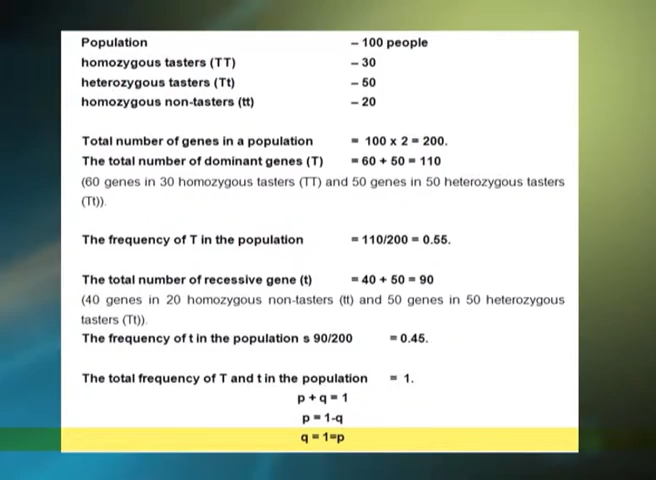 Population – 100 people
homozygous tasters (TT) – 30
heterozygous tasters (Tt) – 50
homozygous non-tasters (tt) – 20
Total number of genes in a population = 100 x 2 = 200.
The total number of dominant genes (T) = 60 + 50 = 110
(60 genes in 30 homozygous tasters (TT) and 50 genes in 50 heterozygous tasters
(Tt)).
The frequency of T in the population = 110/200 = 0.55.
The total number of recessive gene (t) = 40 + 50 = 90
(40 genes in 20 homozygous non-tasters (tt) and 50 genes in 50 heterozygous
tasters (Tt)).
The frequency of t in the population s 90/200 = 0.45.
The total frequency of T and t in the population = 1.
p + q = 1
p = 1-q
q = 1=p